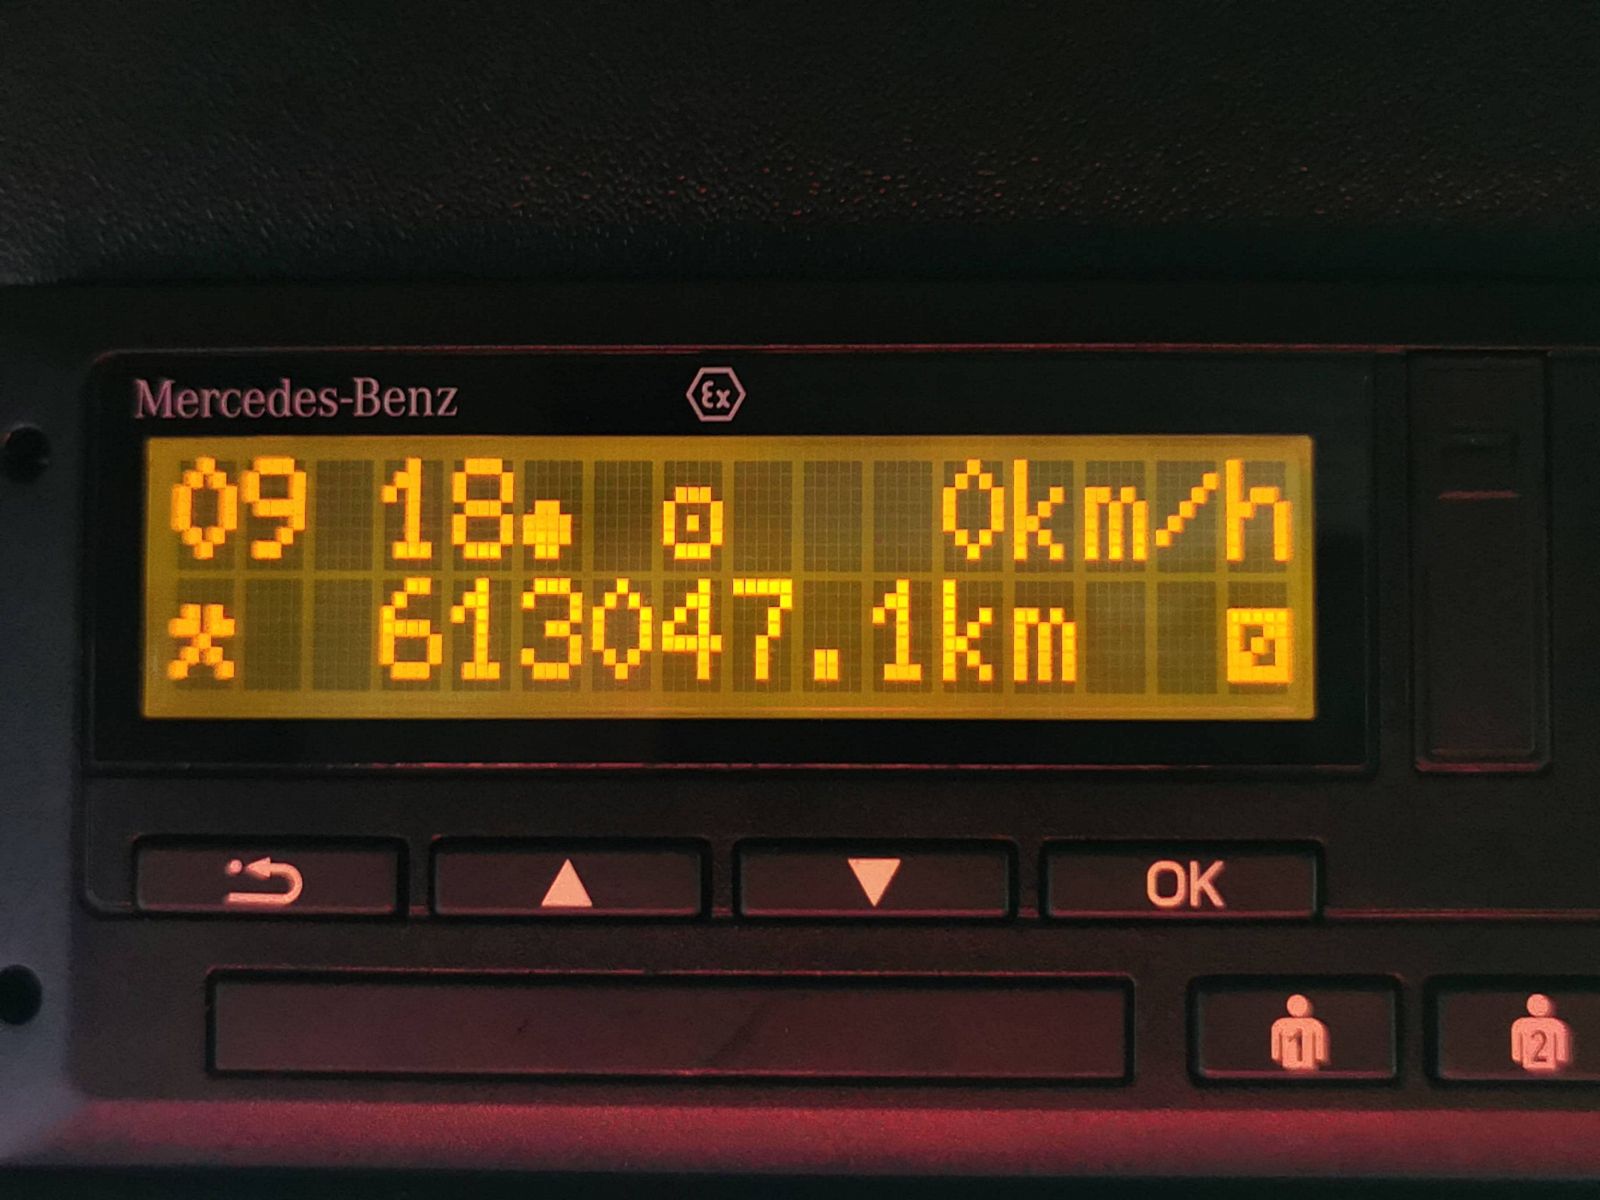 Mercedes-Benz
Ex
09 18 0km/h
613047.1km
OK
1
2